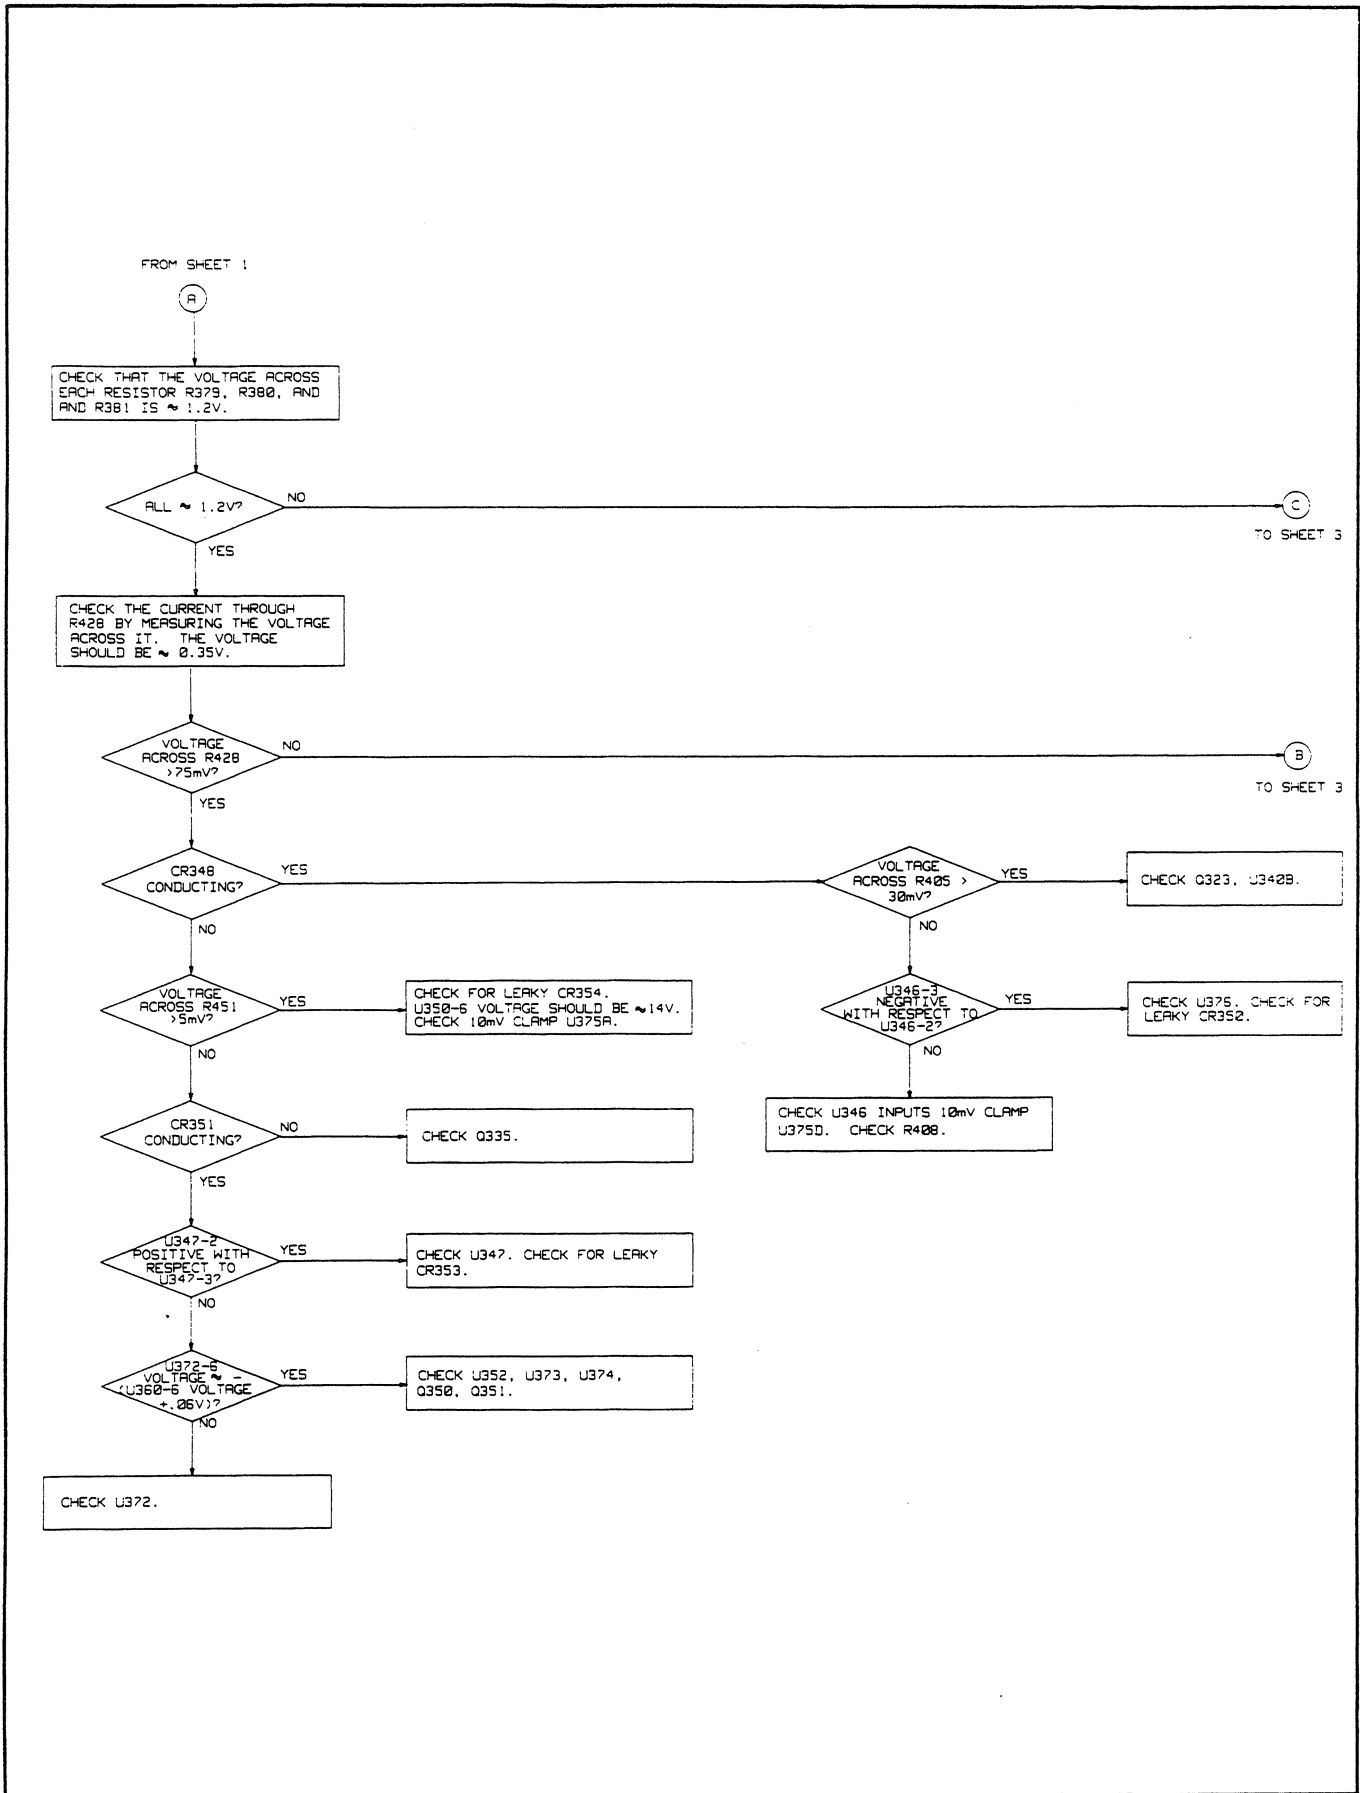 FROM SHEET 1
A
CHECK THAT THE VOLTAGE ACROSS
EACH RESISTOR R379, R380, AND
AND R381 IS ≈ 1.2V.
ALL ≈ 1.2V?
NO
C
TO SHEET 3
YES
CHECK THE CURRENT THROUGH
R428 BY MEASURING THE VOLTAGE
ACROSS IT. THE VOLTAGE
SHOULD BE ≈ 0.35V.
VOLTAGE
ACROSS R428
>75mV?
NO
B
TO SHEET 3
YES
CR348
CONDUCTING?
YES
VOLTAGE
ACROSS R405 >
30mV?
YES
CHECK Q323, U340B.
NO
NO
VOLTAGE
ACROSS R451
>5mV?
YES
CHECK FOR LEAKY CR354.
U350-6 VOLTAGE SHOULD BE ≈14V.
CHECK 10mV CLAMP U375A.
U346-3
NEGATIVE
WITH RESPECT TO
U346-2?
YES
CHECK U375. CHECK FOR
LEAKY CR352.
NO
NO
CHECK U346 INPUTS 10mV CLAMP
U375D. CHECK R408.
CR351
CONDUCTING?
NO
CHECK Q335.
YES
U347-2
POSITIVE WITH
RESPECT TO
U347-3?
YES
CHECK U347. CHECK FOR LEAKY
CR353.
NO
U372-6
VOLTAGE ≈ -
(U360-6 VOLTAGE
+.06V)?
YES
CHECK U352, U373, U374,
Q350, Q351.
NO
CHECK U372.